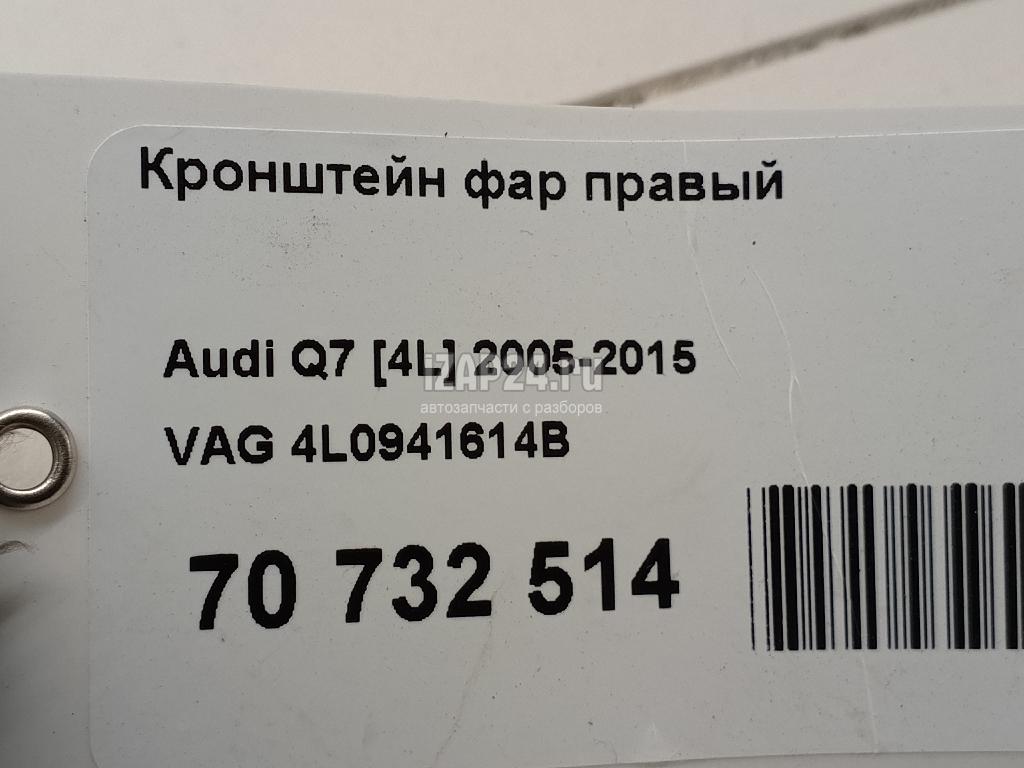 Кронштейн фар правый
Audi Q7 [4L] 2005-2015
iZAP24.ru
автозапчасти с разборов
VAG 4L0941614B
70 732 514